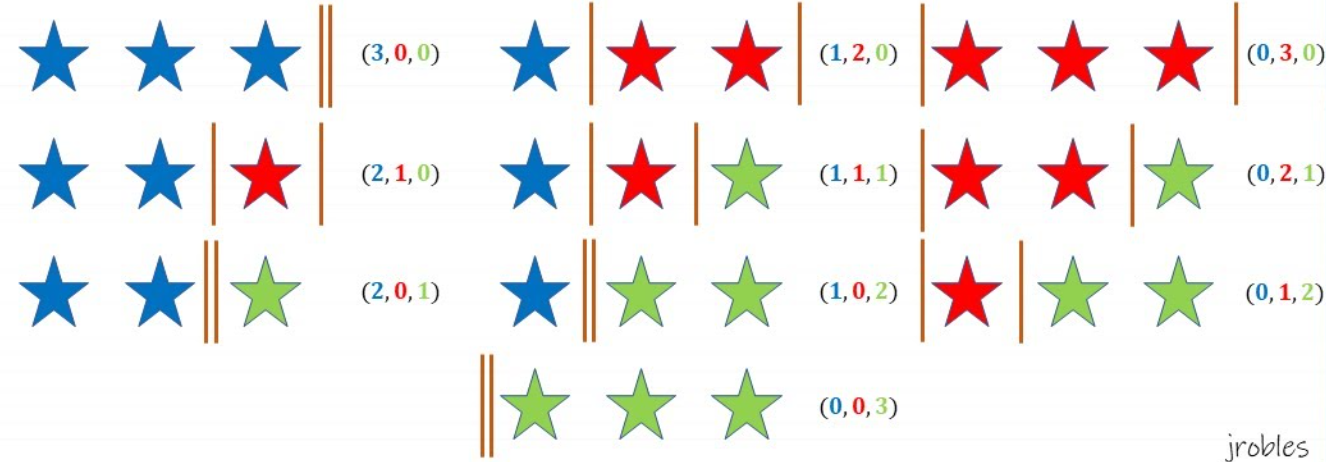 (3, 0, 0)
(1, 2, 0)
(0, 3, 0)
(2, 1, 0)
(1, 1, 1)
(0, 2, 1)
(2, 0, 1)
(1, 0, 2)
(0, 1, 2)
(0, 0, 3)
jrobles